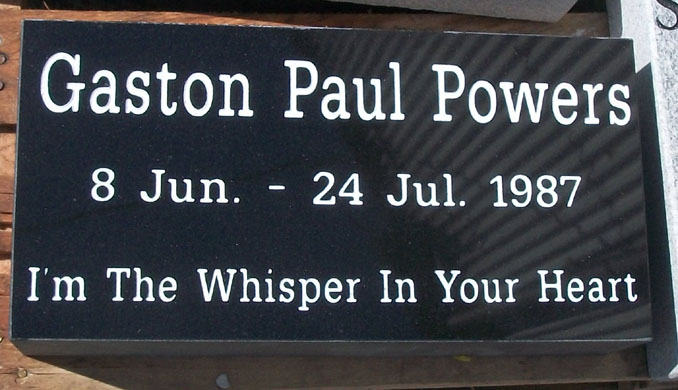 Gaston Paul Powers
8 Jun. - 24 Jul. 1987
I'm The Whisper In Your Heart